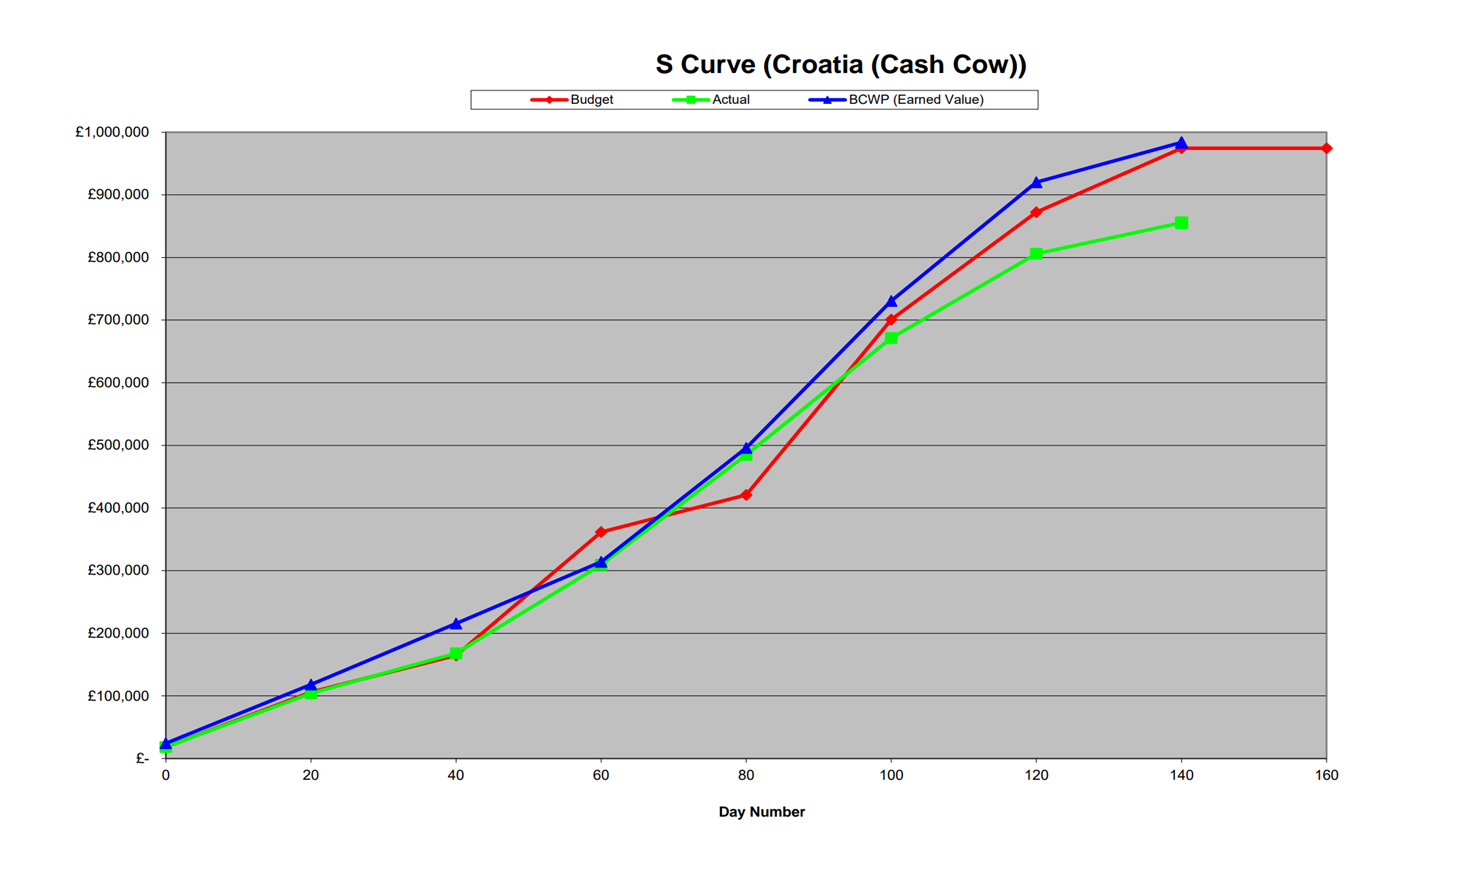 S Curve (Croatia (Cash Cow))
Budget Actual BCWP (Earned Value)
£1,000,000
£900,000
£800,000
£700,000
£600,000
£500,000
£400,000
£300,000
£200,000
£100,000
£-
0 20 40 60 80 100 120 140 160
Day Number